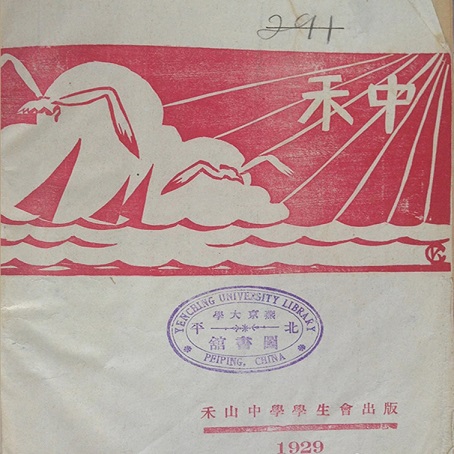 291
禾中
YENCHING UNIVERSITY LIBRARY
燕京大學
北平
圖書館
PEIPING, CHINA
禾山中學學生會出版
1929